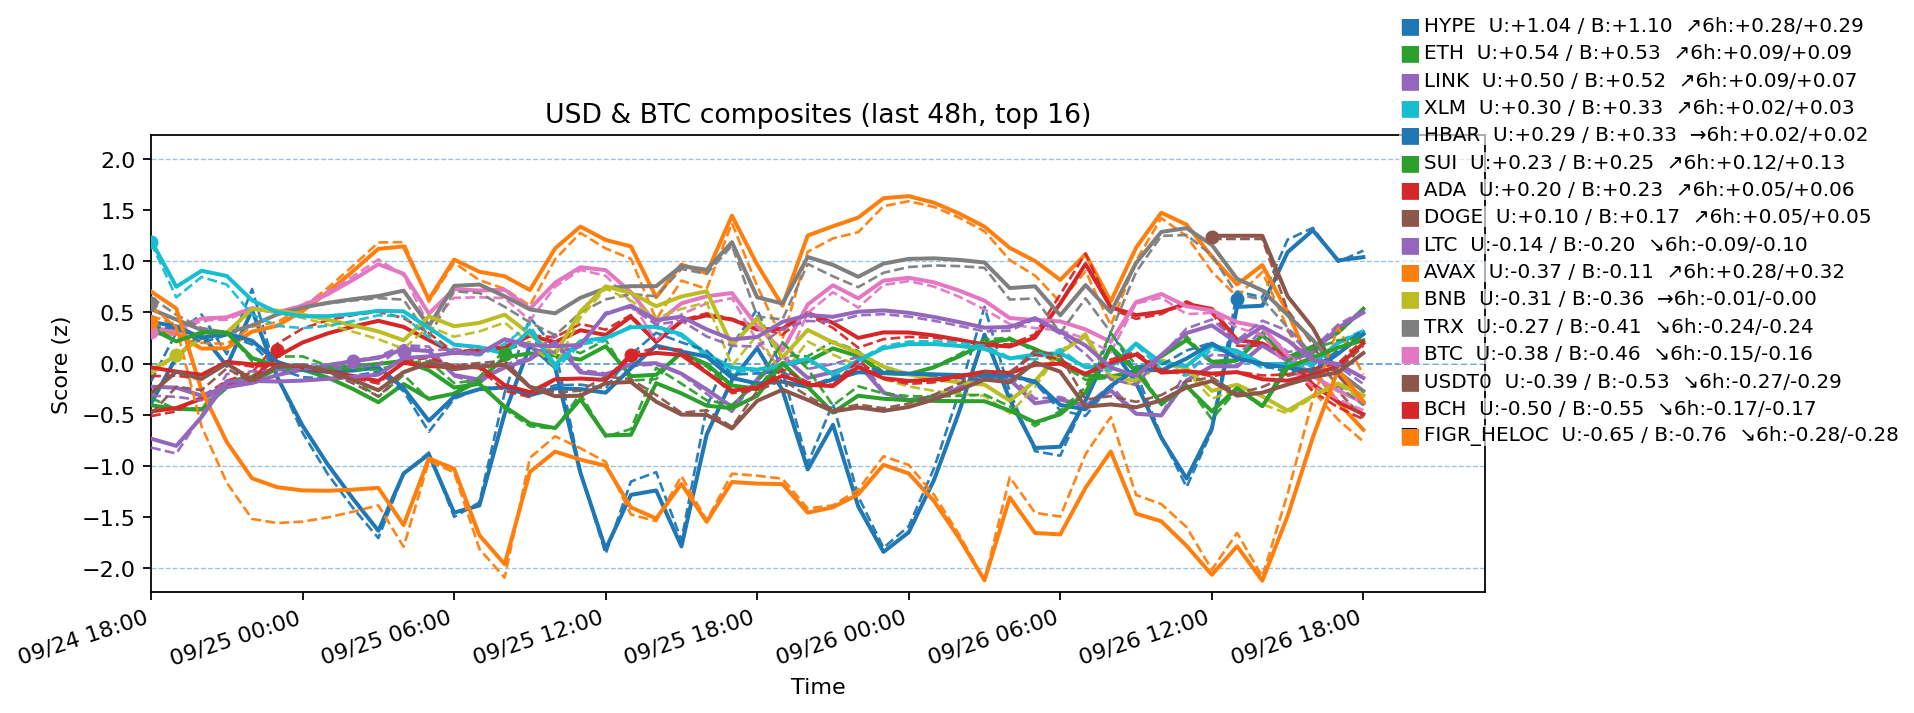 HYPE U:+1.04 / B:+1.10 ↗6h:+0.28/+0.29
ETH U:+0.54 / B:+0.53 ↗6h:+0.09/+0.09
LINK U:+0.50 / B:+0.52 ↗6h:+0.09/+0.07
XLM U:+0.30 / B:+0.33 ↗6h:+0.02/+0.03
HBAR U:+0.29 / B:+0.33 →6h:+0.02/+0.02
SUI U:+0.23 / B:+0.25 ↗6h:+0.12/+0.13
ADA U:+0.20 / B:+0.23 ↗6h:+0.05/+0.06
DOGE U:+0.10 / B:+0.17 ↗6h:+0.05/+0.05
LTC U:-0.14 / B:-0.20 ↘6h:-0.09/-0.10
AVAX U:-0.37 / B:-0.11 ↗6h:+0.28/+0.32
BNB U:-0.31 / B:-0.36 →6h:-0.01/-0.00
TRX U:-0.27 / B:-0.41 ↘6h:-0.24/-0.24
BTC U:-0.38 / B:-0.46 ↘6h:-0.15/-0.16
USDT0 U:-0.39 / B:-0.53 ↘6h:-0.27/-0.29
BCH U:-0.50 / B:-0.55 ↘6h:-0.17/-0.17
FIGR_HELOC U:-0.65 / B:-0.76 ↘6h:-0.28/-0.28
USD & BTC composites (last 48h, top 16)
2.0
1.5
1.0
0.5
0.0
−0.5
−1.0
−1.5
−2.0
Score (z)
09/24 18:00
09/25 00:00
09/25 06:00
09/25 12:00
09/25 18:00
09/26 00:00
09/26 06:00
09/26 12:00
09/26 18:00
Time